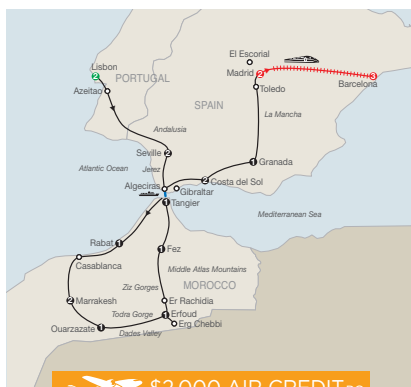 El Escorial
Lisbon
2
PORTUGAL
Madrid
2
3
Barcelona
Azeitao
Toledo
SPAIN
La Mancha
Andalusia
Seville
2
Atlantic Ocean
Jerez
1
Granada
Algeciras
2
Costa del Sol
Gibraltar
1
Tangier
Mediterranean Sea
Rabat
1
1
Fez
Casablanca
Middle Atlas Mountains
Ziz Gorges
MOROCCO
2
Marrakesh
Er Rachidia
Todra Gorge
1
Erfoud
Ouarzazate
1
Erg Chebbi
Dades Valley
$2,000 AIR CREDIT